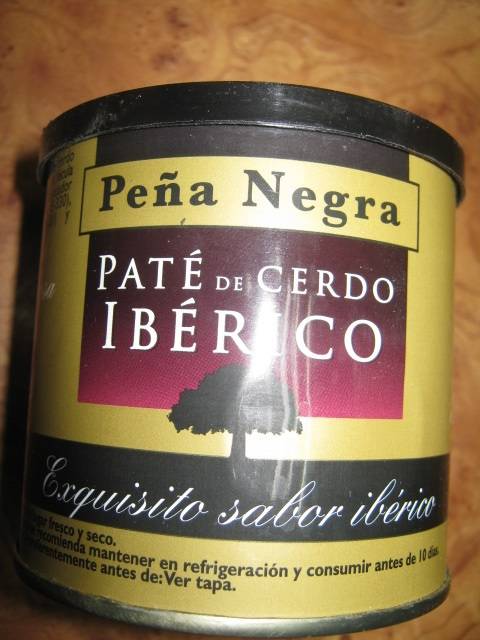 Peña Negra
PATÉ DE CERDO
IBÉRICO
Exquisito sabor ibérico
fresco y seco.
recomienda mantener en refrigeración y consumir antes de 10 días.
antes de: Ver tapa.